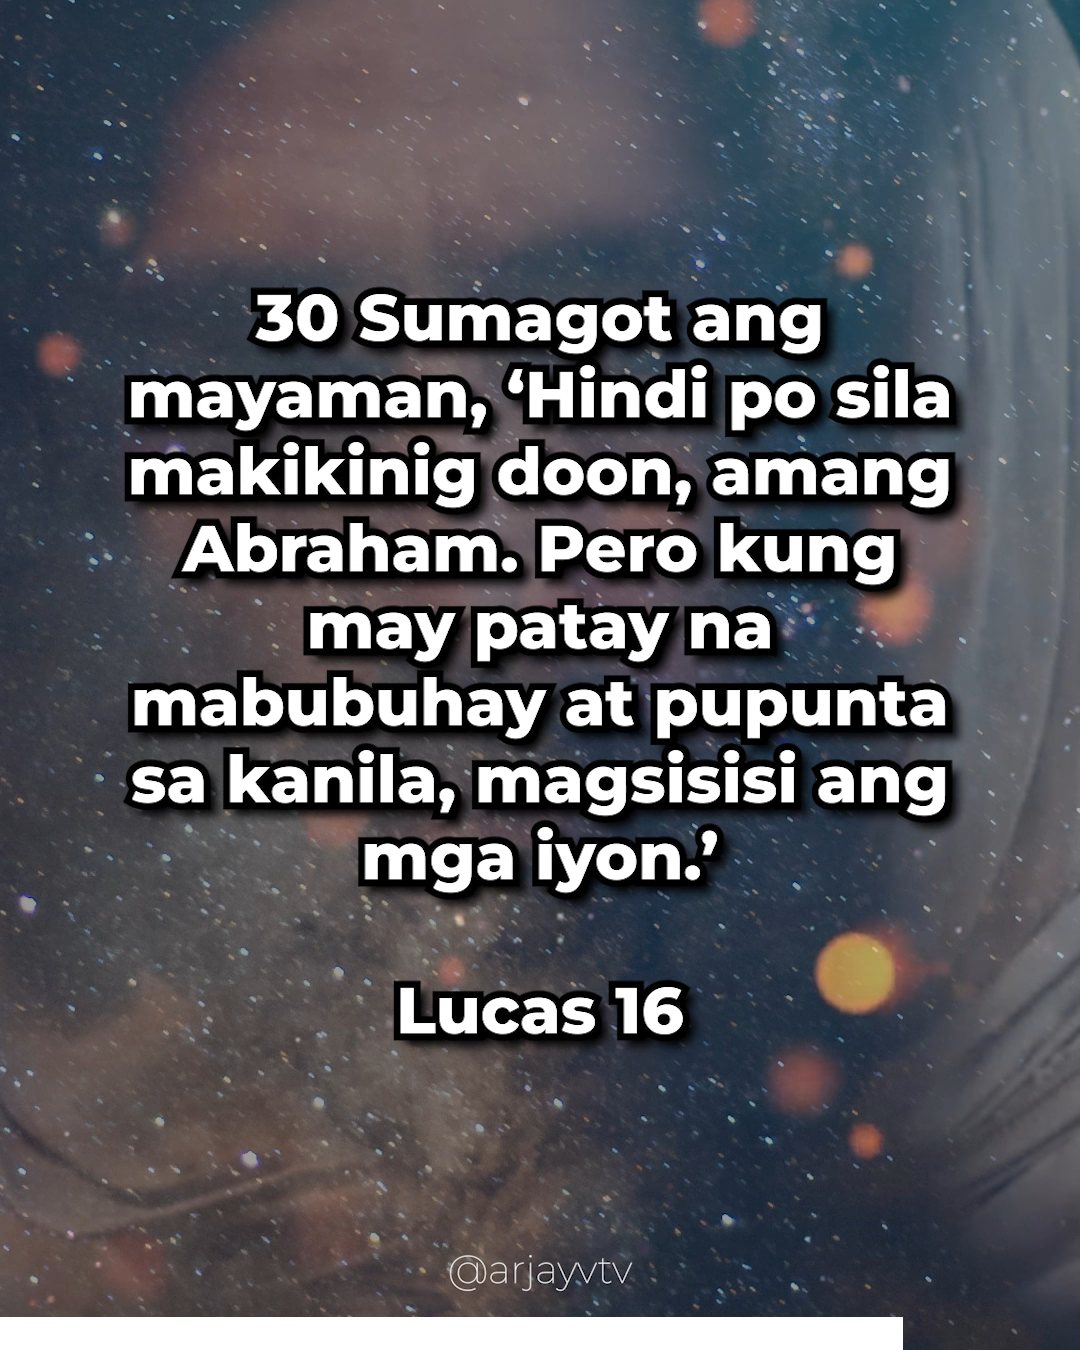 30 Sumagot ang
mayaman, ‘Hindi po sila
makikinig doon, amang
Abraham. Pero kung
may patay na
mabubuhay at pupunta
sa kanila, magsisisi ang
mga iyon.’
Lucas 16
@arjayvtv